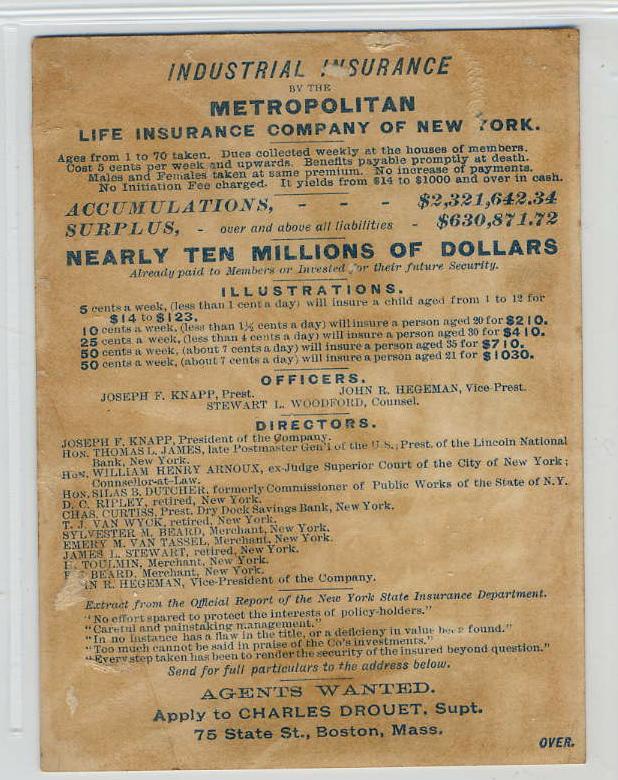 INDUSTRIAL INSURANCE
BY THE
METROPOLITAN
LIFE INSURANCE COMPANY OF NEW YORK.
Ages from 1 to 70 taken. Dues collected weekly at the houses of members.
Cost 5 cents per week and upwards. Benefits payable promptly at death.
Males and Females taken at same premium. No increase of payments.
No Initiation Fee charged. It yields from $14 to $1000 and over in cash.
ACCUMULATIONS, - - - $2,321,642.34
SURPLUS, - over and above all liabilities - $630,871.72
NEARLY TEN MILLIONS OF DOLLARS
Already paid to Members or Invested for their future Security.
ILLUSTRATIONS.
5 cents a week, (less than 1 cent a day) will insure a child aged from 1 to 12 for
$14 to $123.
10 cents a week, (less than 1½ cents a day) will insure a person aged 20 for $210.
25 cents a week, (less than 4 cents a day) will insure a person aged 30 for $410.
50 cents a week, (about 7 cents a day) will insure a person aged 35 for $710.
50 cents a week, (about 7 cents a day) will insure a person aged 21 for $1030.
OFFICERS.
JOSEPH F. KNAPP, Prest. JOHN R. HEGEMAN, Vice-Prest.
STEWART L. WOODFORD, Counsel.
DIRECTORS.
JOSEPH F. KNAPP, President of the Company.
HON. THOMAS L. JAMES, late Postmaster Gen'l of the U.S.; Prest. of the Lincoln National
Bank, New York.
HON. WILLIAM HENRY ARNOUX, ex-Judge Superior Court of the City of New York;
Counsellor-at-Law.
HON. SILAS B. DUTCHER, formerly Commissioner of Public Works of the State of N.Y.
D. C. RIPLEY, retired, New York.
CHAS. CURTISS, Prest. Dry Dock Savings Bank, New York.
T. J. VAN WYCK, retired, New York.
SYLVESTER M. BEARD, Merchant, New York.
EMERY M. VAN TASSEL, Merchant, New York.
JAMES L. STEWART, retired, New York.
TOULMIN, Merchant, New York.
BEARD, Merchant, New York.
R. HEGEMAN, Vice-President of the Company.
Extract from the Official Report of the New York State Insurance Department.
"No effort spared to protect the interests of policy-holders."
"Careful and painstaking management."
"In no instance has a flaw in the title, or a deficiency in value been found."
"Too much cannot be said in praise of the Co's investments."
"Every step taken has been to render the security of the insured beyond question."
Send for full particulars to the address below.
AGENTS WANTED.
Apply to CHARLES DROUET, Supt.
75 State St., Boston, Mass.
OVER.